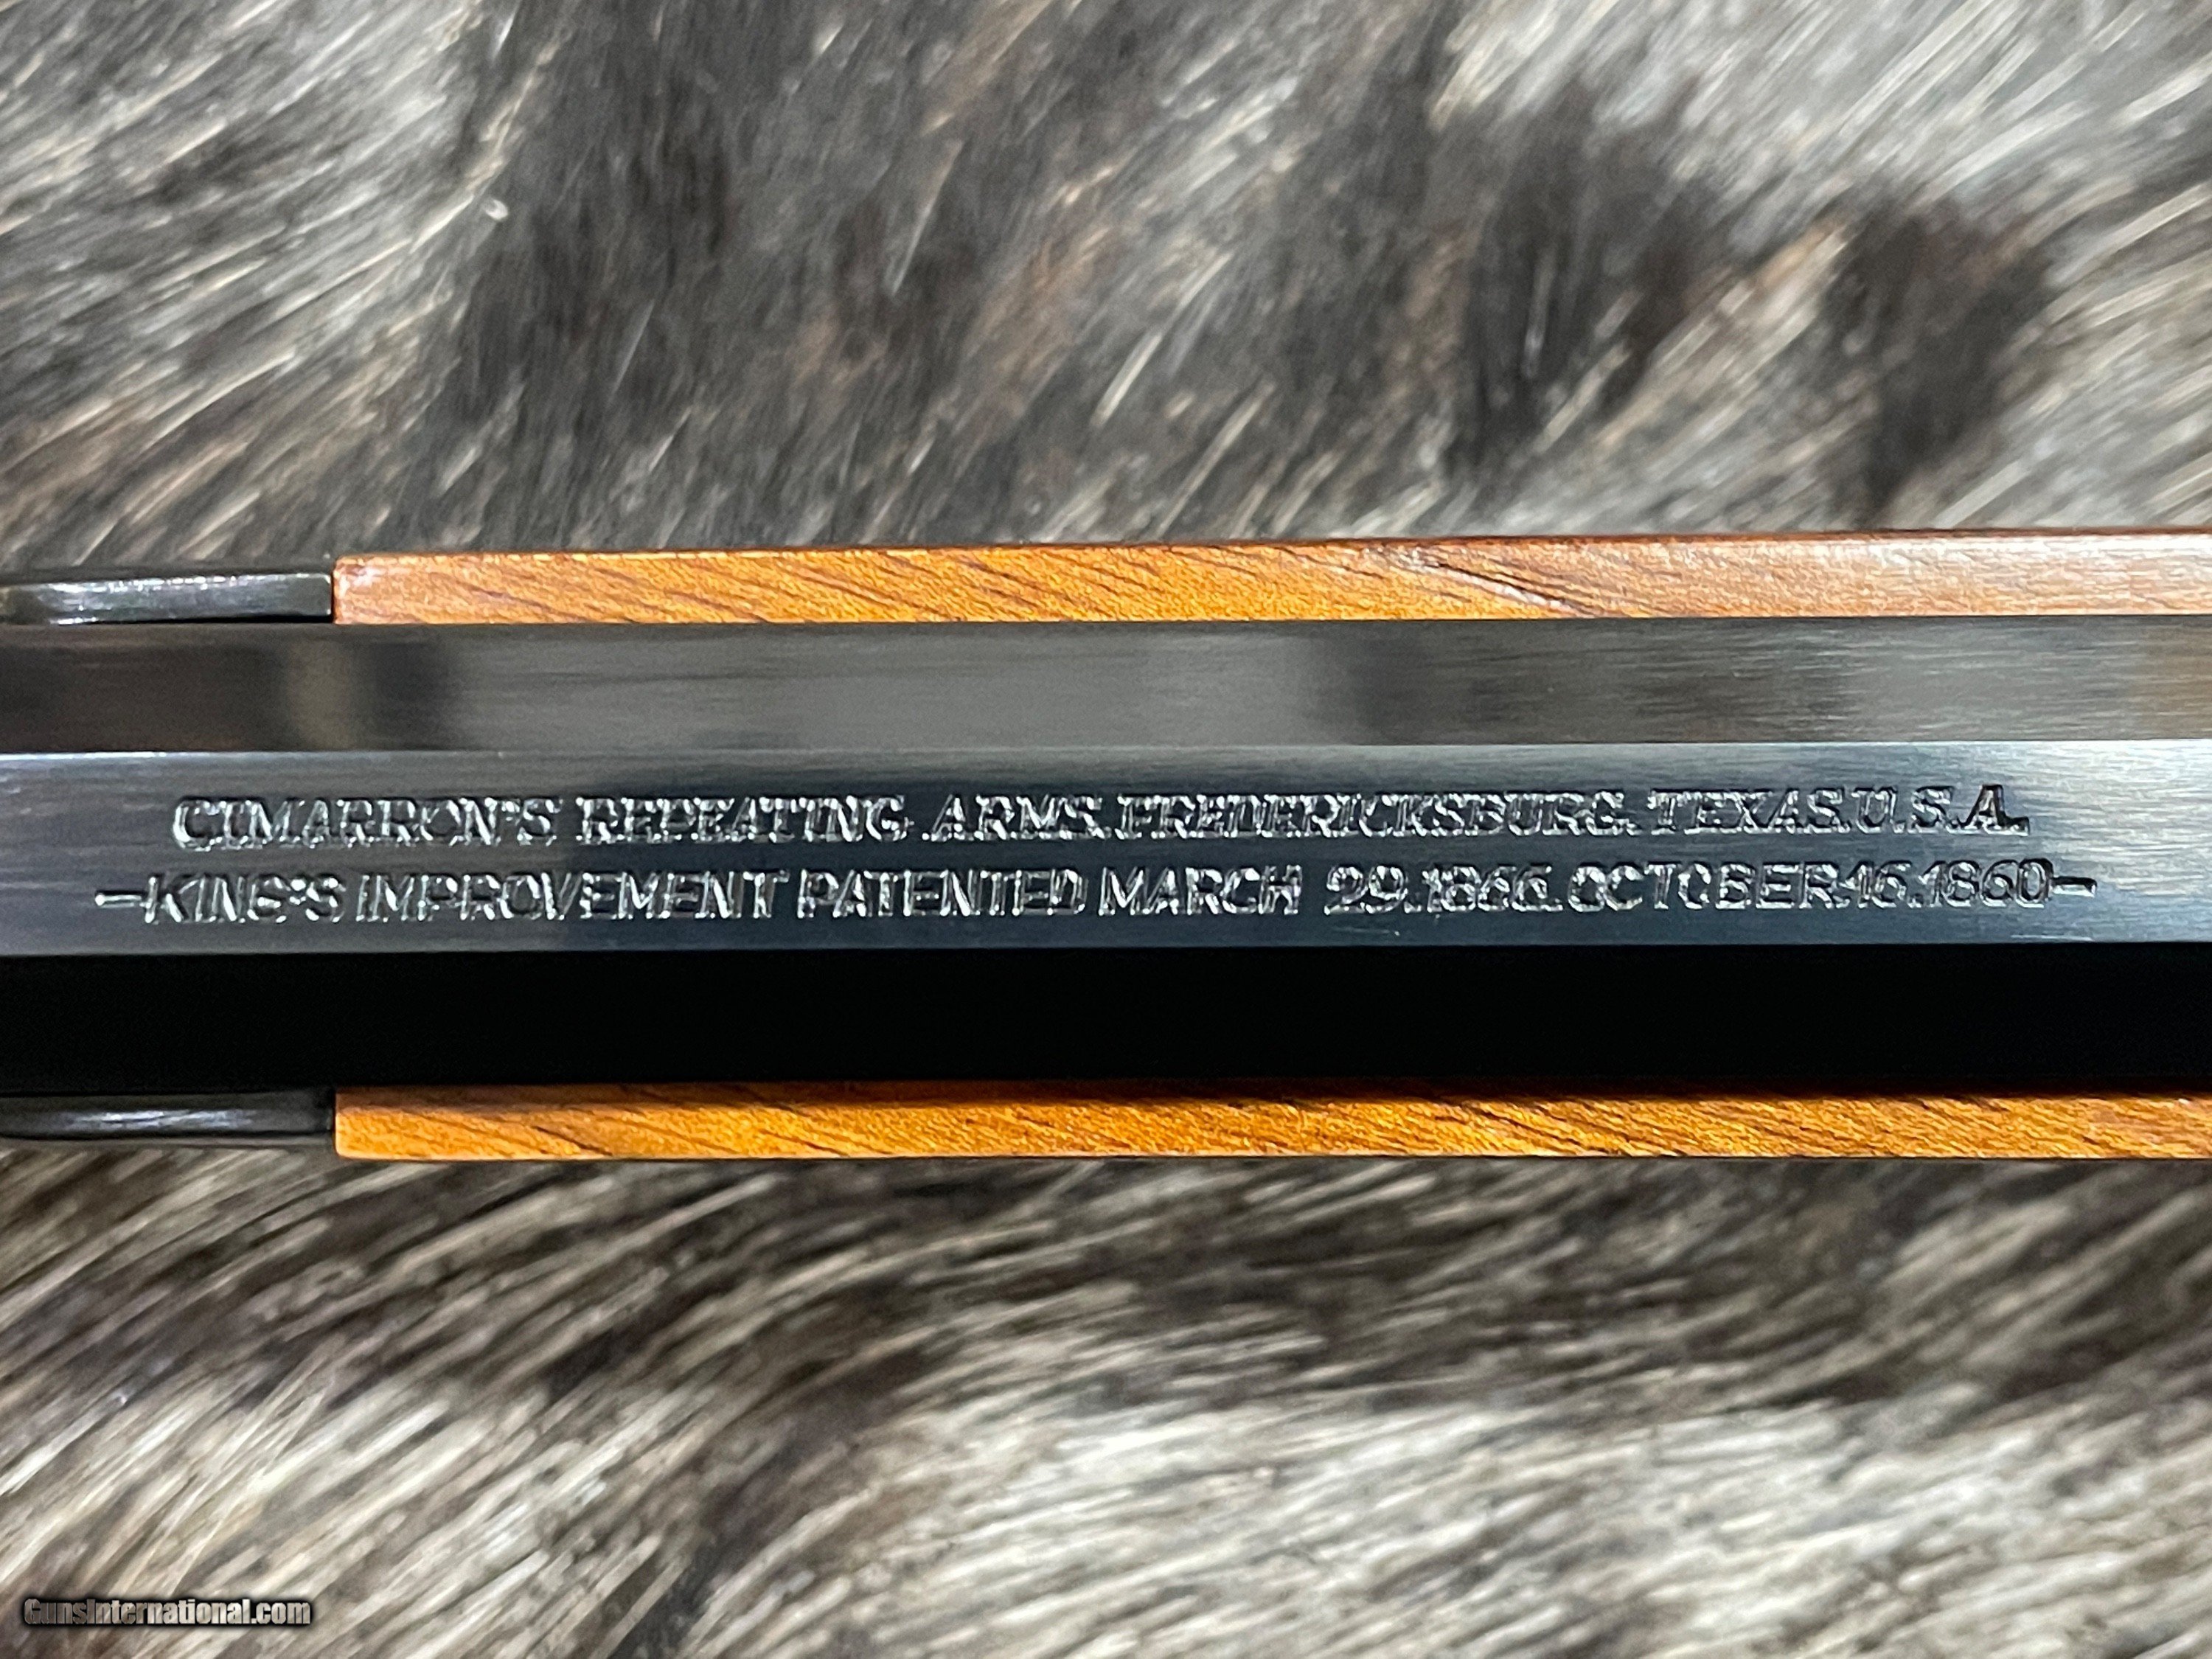 CIMARRON'S REPEATING ARMS.FREDERICKSBURG. TEXAS.U.S.A.
—KING'S IMPROVEMENT PATENTED MARCH 29.1866.OCTOBER.16.1860—
GunsInternational.com